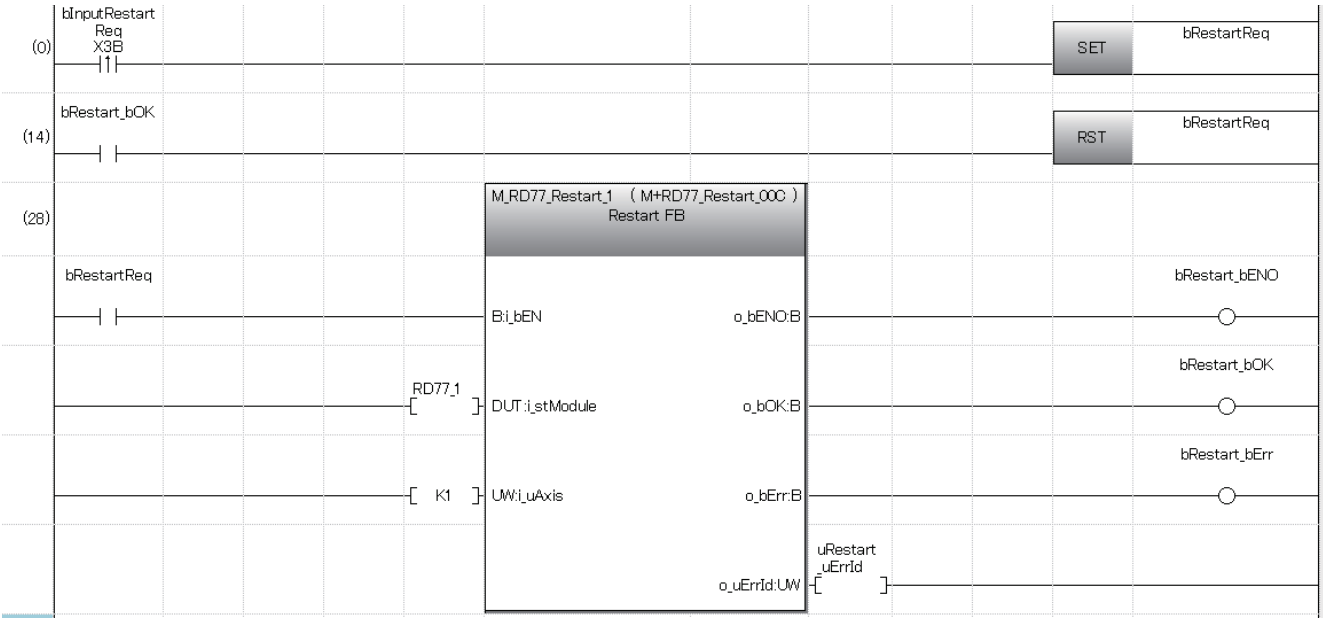 bInputRestart
Req
(0) X3B
SET bRestartReq
bRestart_bOK
(14) RST bRestartReq
(28) M_RD77_Restart_1 ( M+RD77_Restart_00C )
Restart FB
bRestartReq bRestart_bENO
B:i_bEN o_bENO:B
bRestart_bOK
RD77_1
DUT:i_stModule o_bOK:B
bRestart_bErr
K1 UW:i_uAxis o_bErr:B
uRestart
_uErrId
o_uErrId:UW